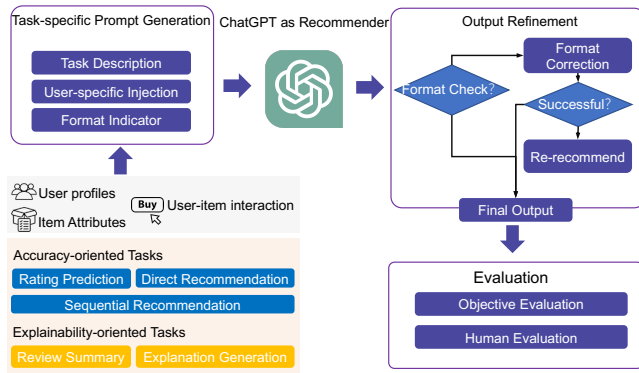 Task-specific Prompt Generation
Task Description
User-specific Injection
Format Indicator
ChatGPT as Recommender
Output Refinement
Format
Correction
Format Check?
Successful?
Re-recommend
Final Output
User profiles
Item Attributes
Buy
User-item interaction
Accuracy-oriented Tasks
Rating Prediction
Direct Recommendation
Sequential Recommendation
Explainability-oriented Tasks
Review Summary
Explanation Generation
Evaluation
Objective Evaluation
Human Evaluation